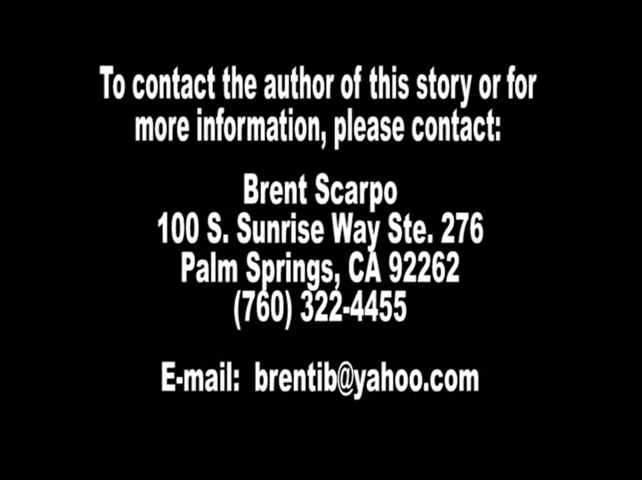 To contact the author of this story or for
more information, please contact:
Brent Scarpo
100 S. Sunrise Way Ste. 276
Palm Springs, CA 92262
(760) 322-4455
E-mail: brentib@yahoo.com